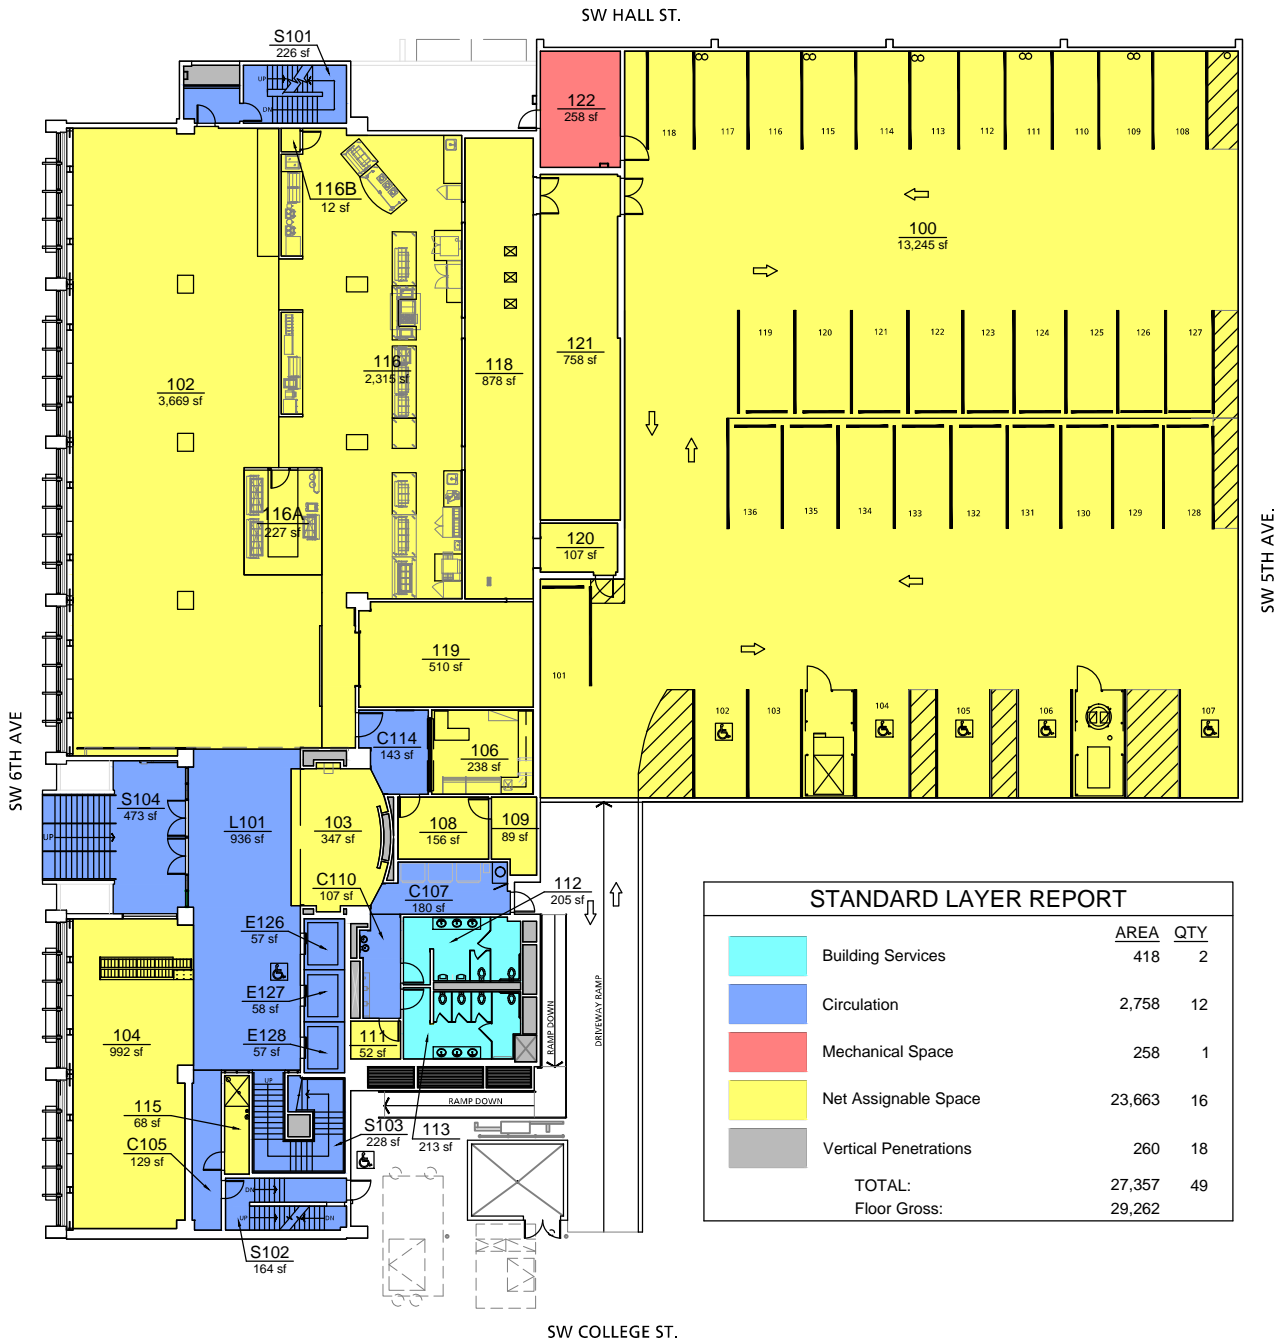 SW HALL ST.
S101
226 sf
UP
DN
122
258 sf
118
117
116
115
114
113
112
111
110
109
108
116B
12 sf
100
13,245 sf
119
120
121
122
123
124
125
126
127
121
758 sf
118
878 sf
116
2,315 sf
102
3,669 sf
136
135
134
133
132
131
130
129
128
116A
227 sf
120
107 sf
SW 5TH AVE.
119
510 sf
101
102
103
104
105
106
107
C114
143 sf
106
238 sf
SW 6TH AVE
S104
473 sf
UP
L101
936 sf
103
347 sf
108
156 sf
109
89 sf
C110
107 sf
C107
180 sf
112
205 sf
E126
57 sf
E127
58 sf
E128
57 sf
104
992 sf
111
52 sf
RAMP DOWN
DRIVEWAY RAMP
UP
RAMP DOWN
115
68 sf
C105
129 sf
S103
228 sf
113
213 sf
DN
UP
DN
S102
164 sf
STANDARD LAYER REPORT
AREA QTY
Building Services 418 2
Circulation 2,758 12
Mechanical Space 258 1
Net Assignable Space 23,663 16
Vertical Penetrations 260 18
TOTAL: 27,357 49
Floor Gross: 29,262
SW COLLEGE ST.